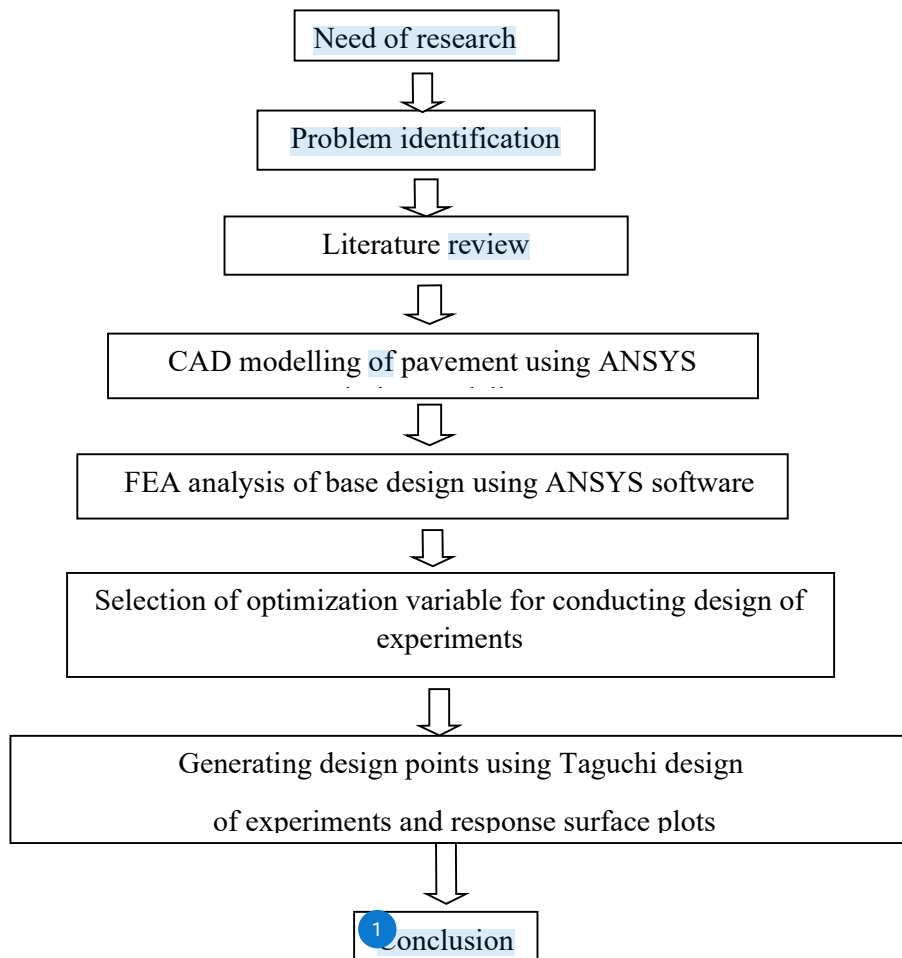 Need of research
Problem identification
Literature review
CAD modelling of pavement using ANSYS
FEA analysis of base design using ANSYS software
Selection of optimization variable for conducting design of
experiments
Generating design points using Taguchi design
of experiments and response surface plots
1
Conclusion